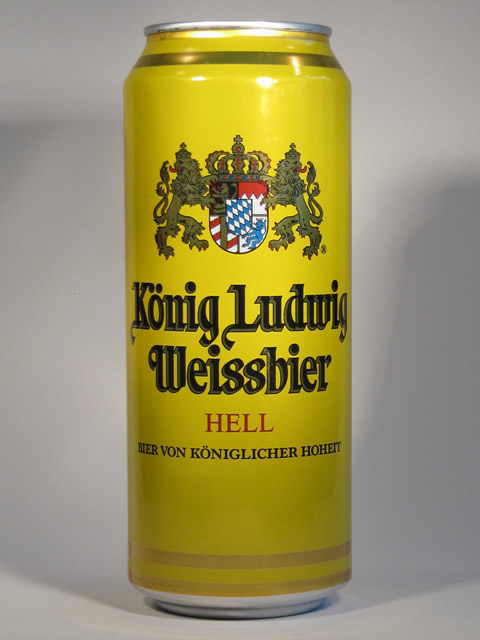 ®
König Ludwig
Weissbier
HELL
BIER VON KÖNIGLICHER HOHEIT